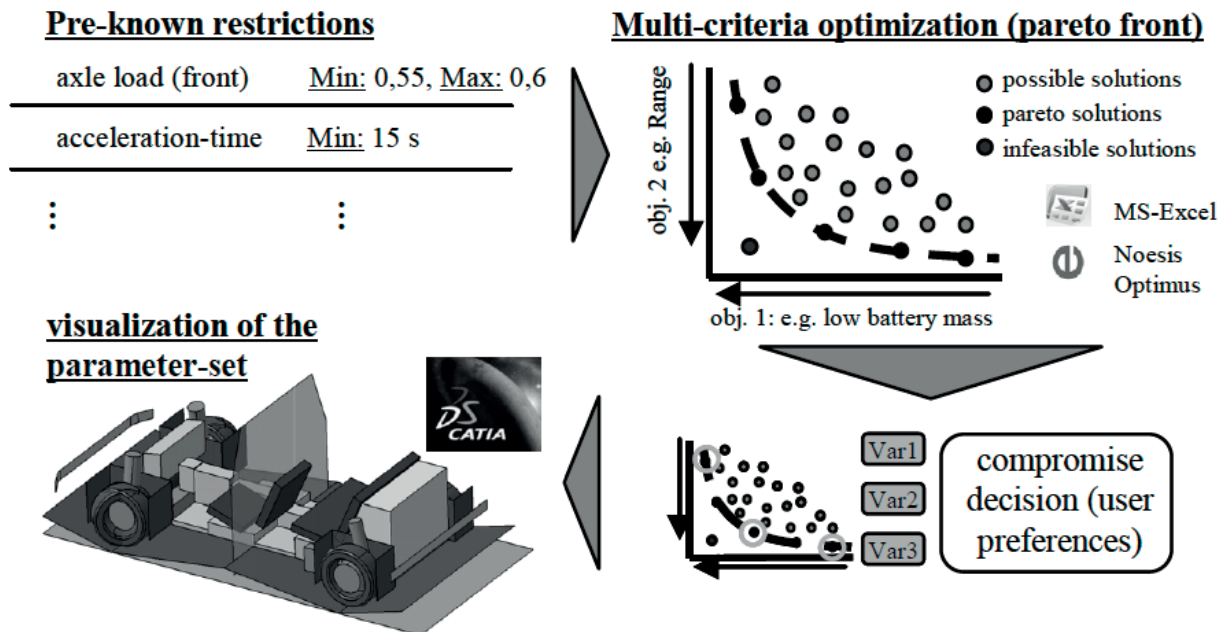 Pre-known restrictions
axle load (front) Min: 0,55, Max: 0,6
acceleration-time Min: 15 s
⋮ ⋮
Multi-criteria optimization (pareto front)
obj. 2 e.g. Range
possible solutions
pareto solutions
infeasible solutions
MS-Excel
Noesis
Optimus
obj. 1: e.g. low battery mass
visualization of the
parameter-set
DS
CATIA
Var1
Var2
Var3
compromise
decision (user
preferences)